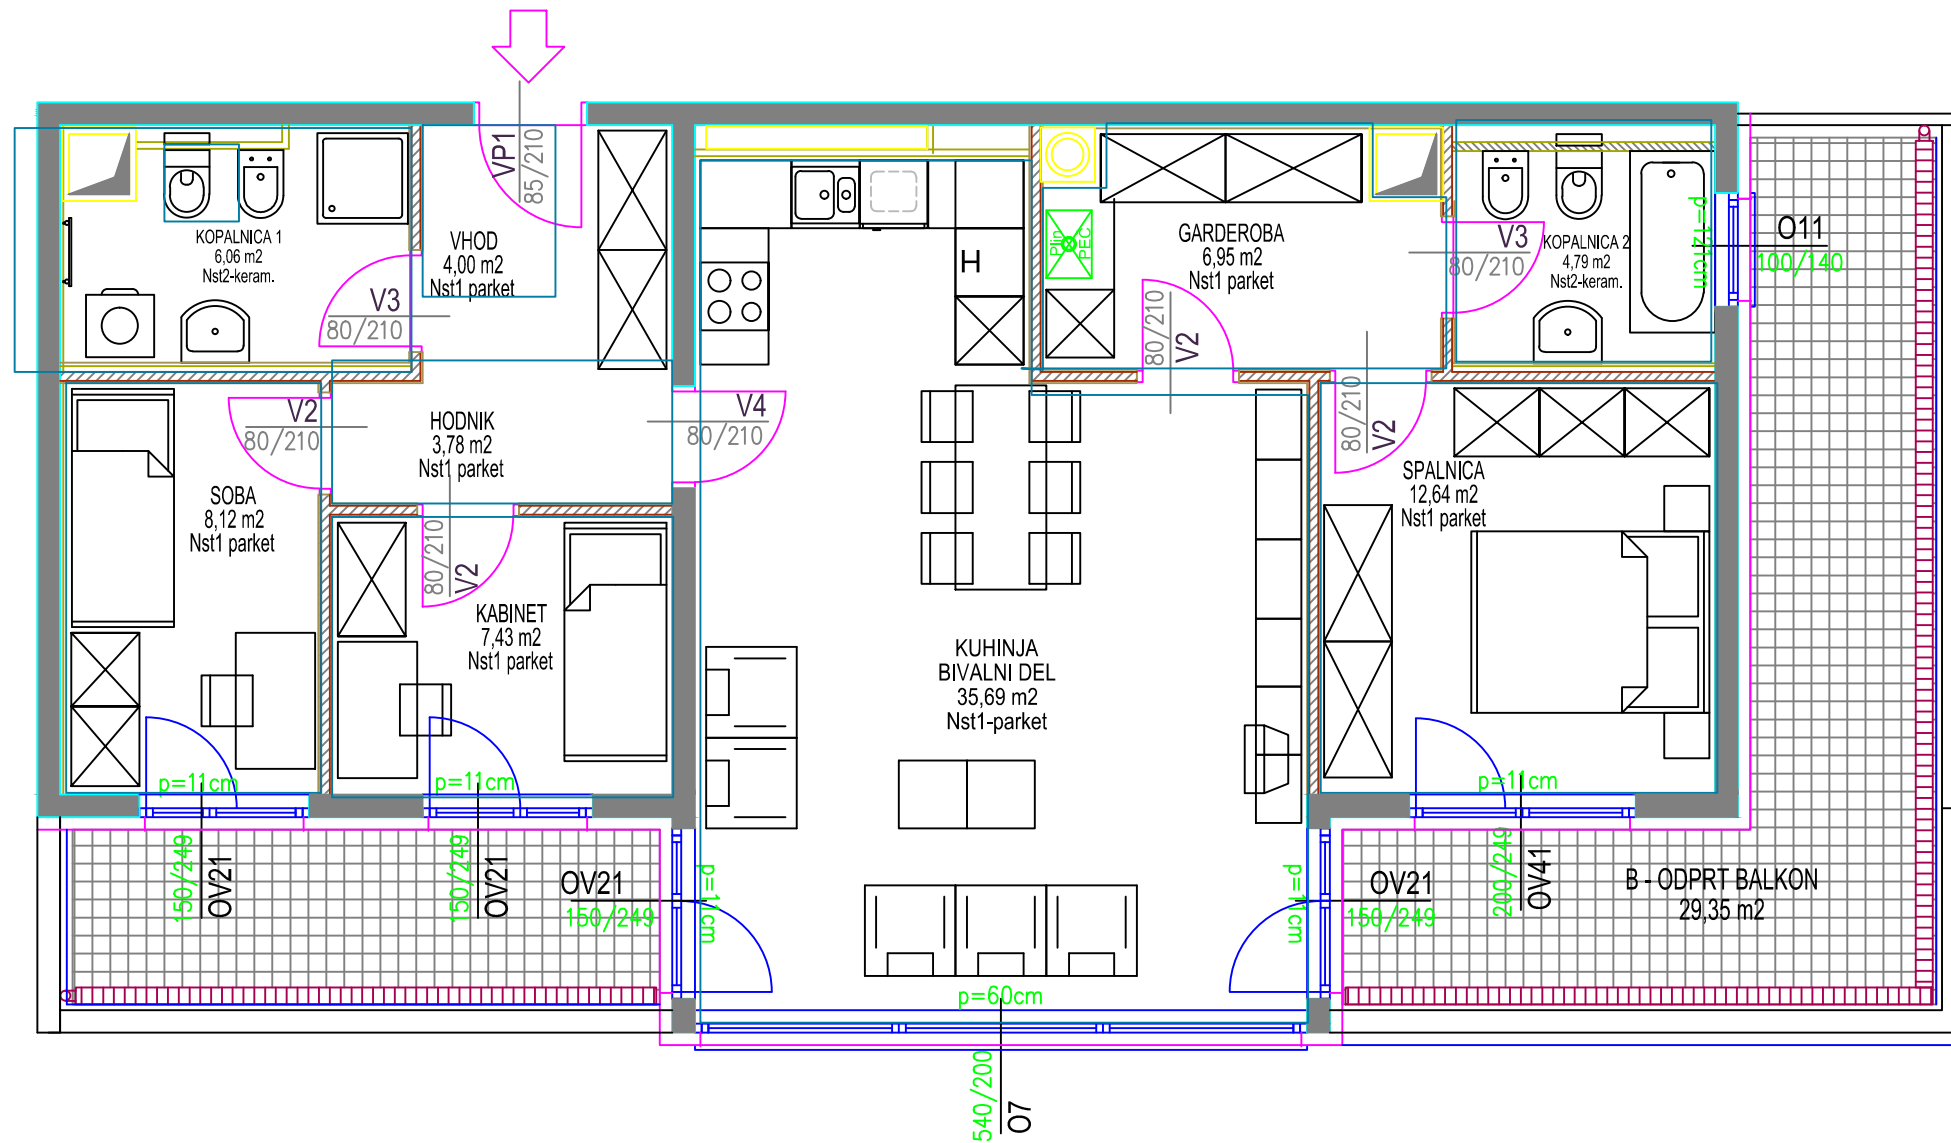 VP1
85/210
KOPALNICA 1
6,06 m2
Nst2-keram.
VHOD
4,00 m2
Nst1 parket
V3
80/210
H
Plin
PEC
GARDEROBA
6,95 m2
Nst1 parket
V3
80/210
KOPALNICA 2
4,79 m2
Nst2-keram.
p=121cm
O11
100/140
80/210
V2
80/210
V2
V2
80/210
HODNIK
3,78 m2
Nst1 parket
V4
80/210
SOBA
8,12 m2
Nst1 parket
80/210
V2
KABINET
7,43 m2
Nst1 parket
SPALNICA
12,64 m2
Nst1 parket
KUHINJA
BIVALNI DEL
35,69 m2
Nst1-parket
p=11cm
150/249
OV21
p=11cm
150/249
OV21
OV21
150/249
p=11cm
p=11cm
OV21
150/249
p=11cm
200/249
OV41
B - ODPRT BALKON
29,35 m2
p=60cm
540/200
O7